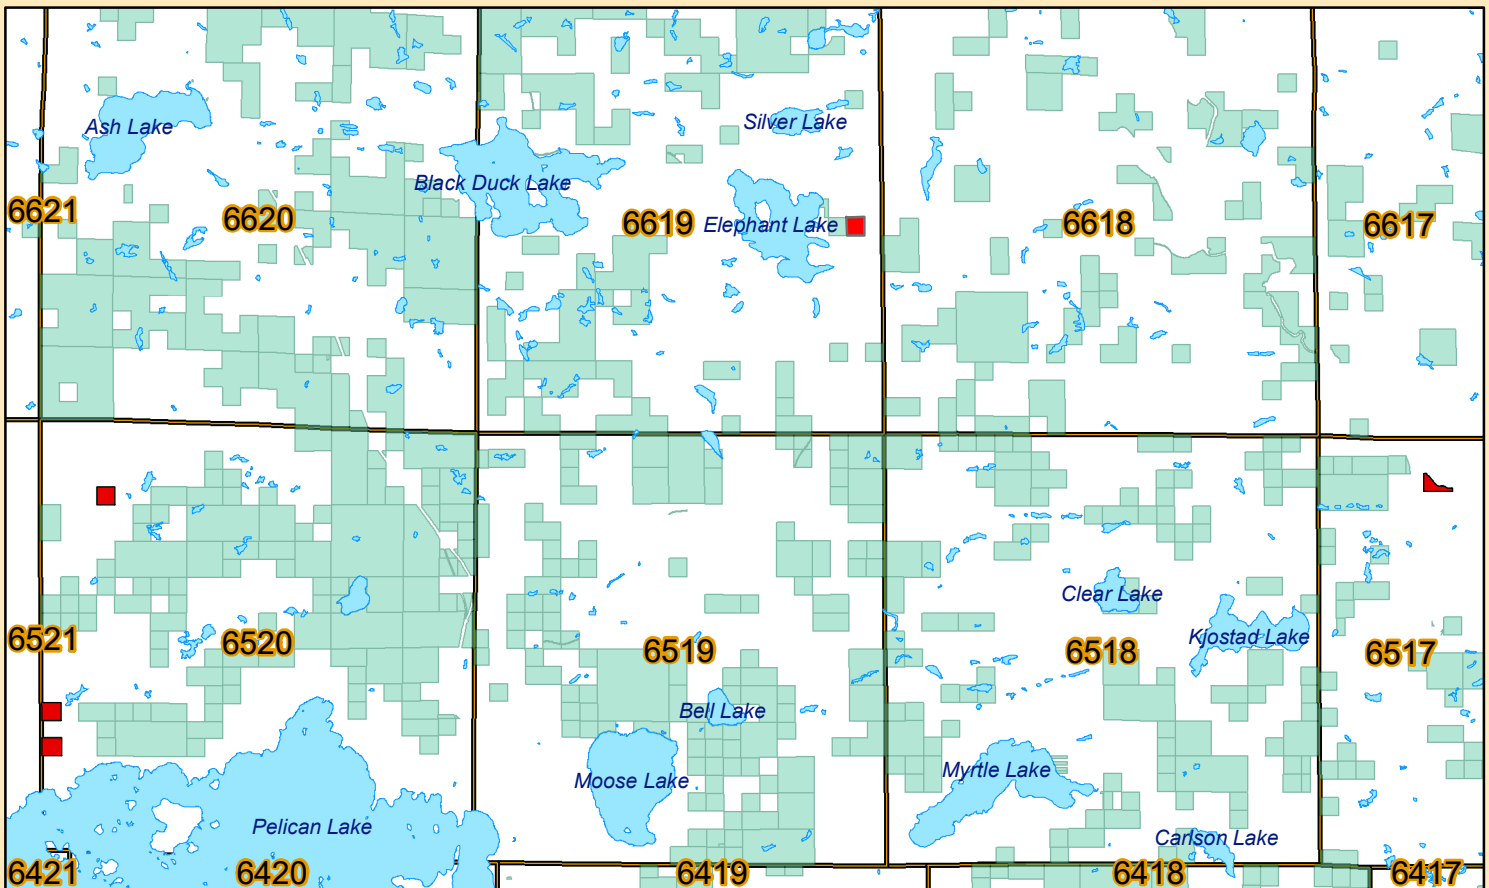 Ash Lake
Silver Lake
Black Duck Lake
6621
6620
6619
Elephant Lake
6618
6617
Clear Lake
Kjostad Lake
6521
6520
6519
6518
6517
Bell Lake
Myrtle Lake
Moose Lake
Pelican Lake
Carlson Lake
6421
6420
6419
6418
6417